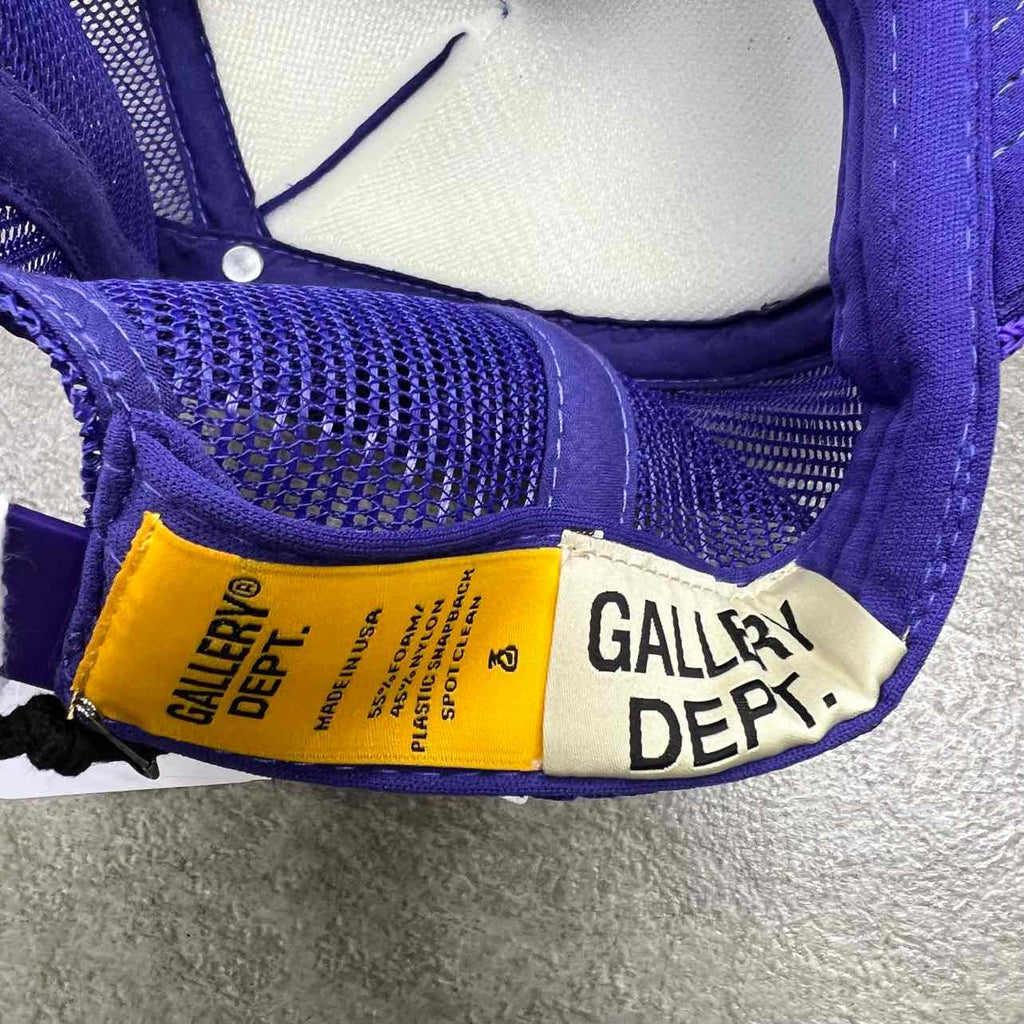 GALLERY®
DEPT.
MADE IN USA
55% FOAM/
45% NYLON
PLASTIC SNAPBACK
SPOT CLEAN
GALLERY
DEPT.